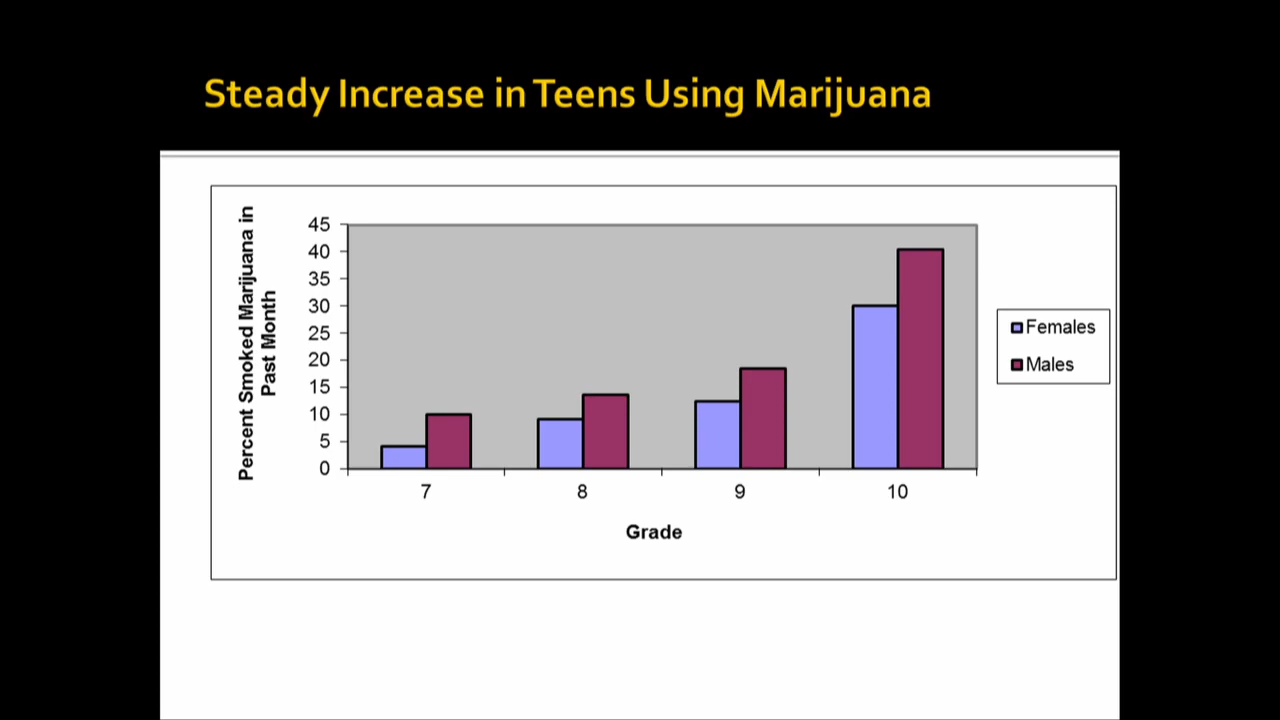 Steady Increase in Teens Using Marijuana
Percent Smoked Marijuana in
Past Month
45
40
35
30
25
20
15
10
5
0
7 8 9 10
Grade
Females
Males